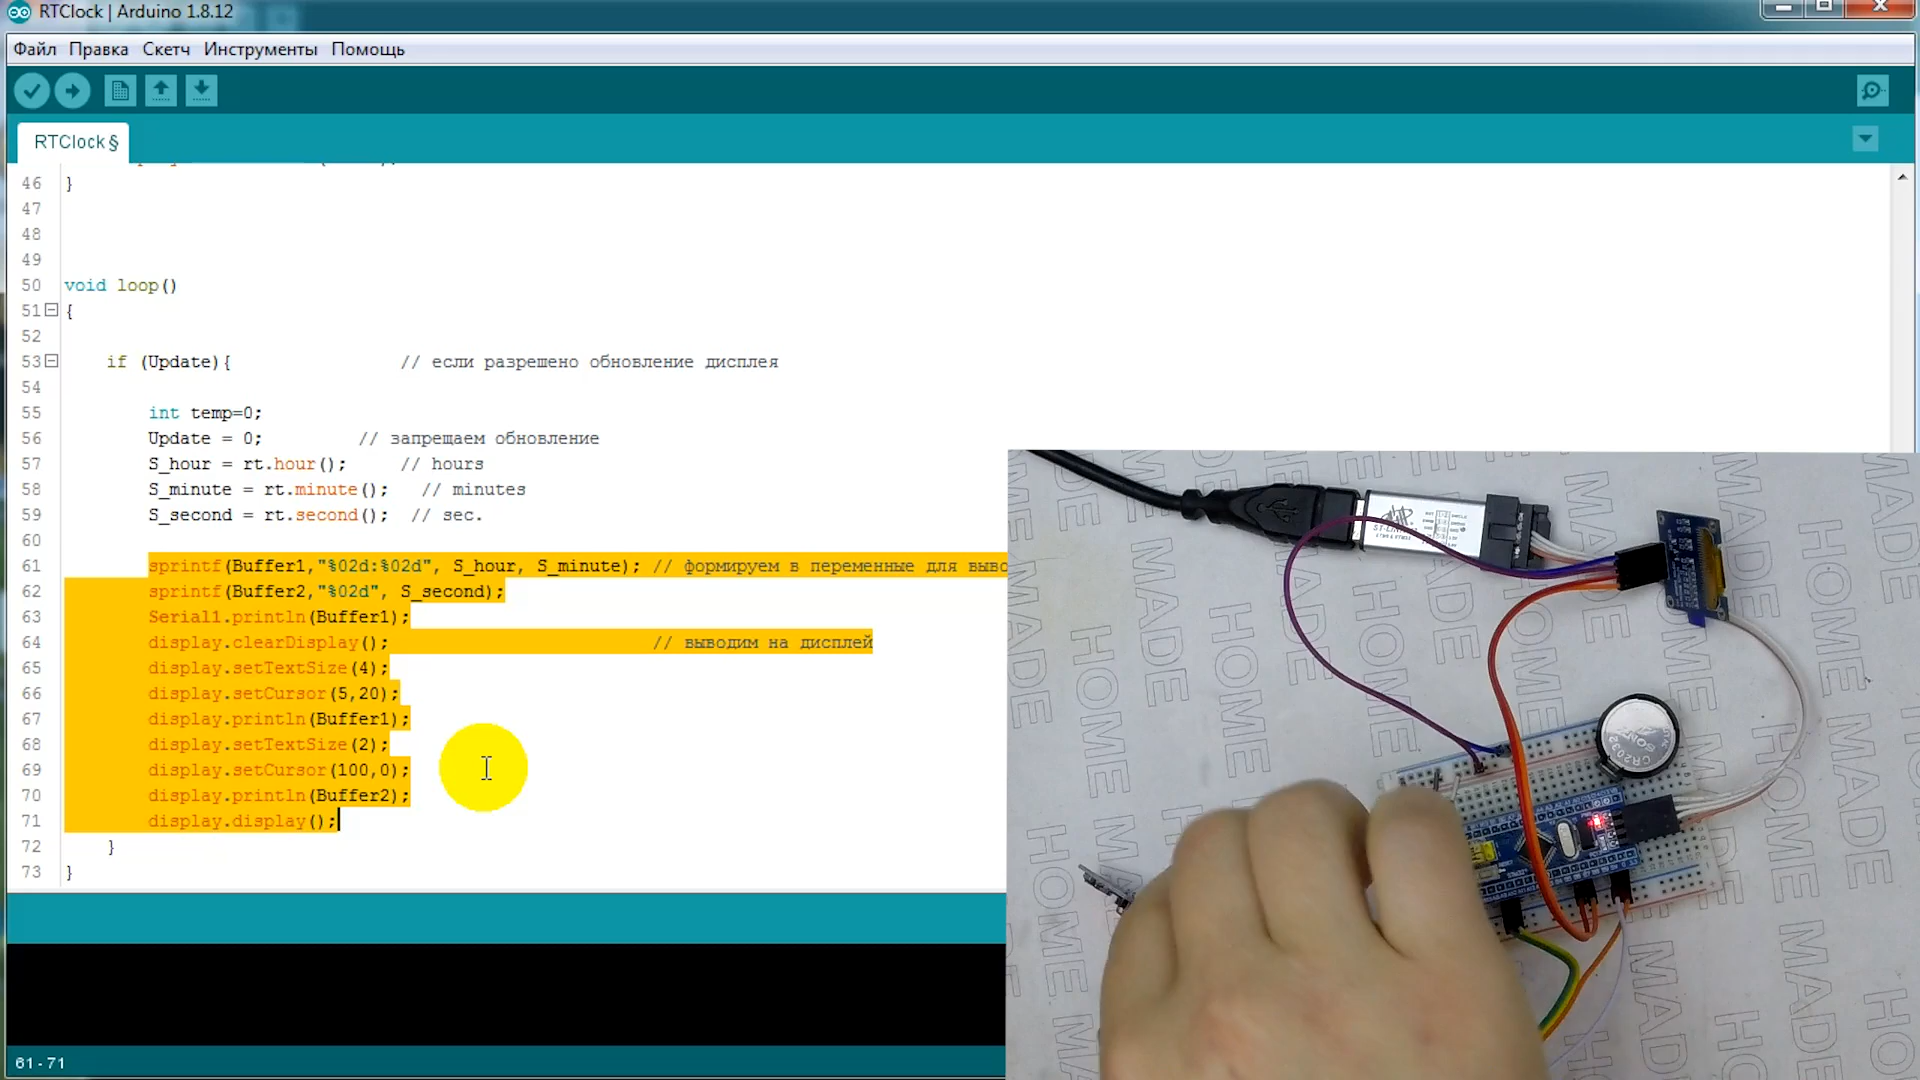 RTClock | Arduino 1.8.12
Файл Правка Скетч Инструменты Помощь
RTClock §
46 }
47
48
49
50 void loop()
51 {
52
53 if (Update){ // если разрешено обновление дисплея
54
55 int temp=0;
56 Update = 0; // запрещаем обновление
57 S_hour = rt.hour(); // hours
58 S_minute = rt.minute(); // minutes
59 S_second = rt.second(); // sec.
60
61 sprintf(Buffer1,"%02d:%02d", S_hour, S_minute); // формируем в переменные для выво
62 sprintf(Buffer2,"%02d", S_second);
63 Serial1.println(Buffer1);
64 display.clearDisplay(); // выводим на дисплей
65 display.setTextSize(4);
66 display.setCursor(5,20);
67 display.println(Buffer1);
68 display.setTextSize(2);
69 display.setCursor(100,0);
70 display.println(Buffer2);
71 display.display();
72 }
73 }
61 - 71
HOME MADE
CR2032
SONY
ST-LINK